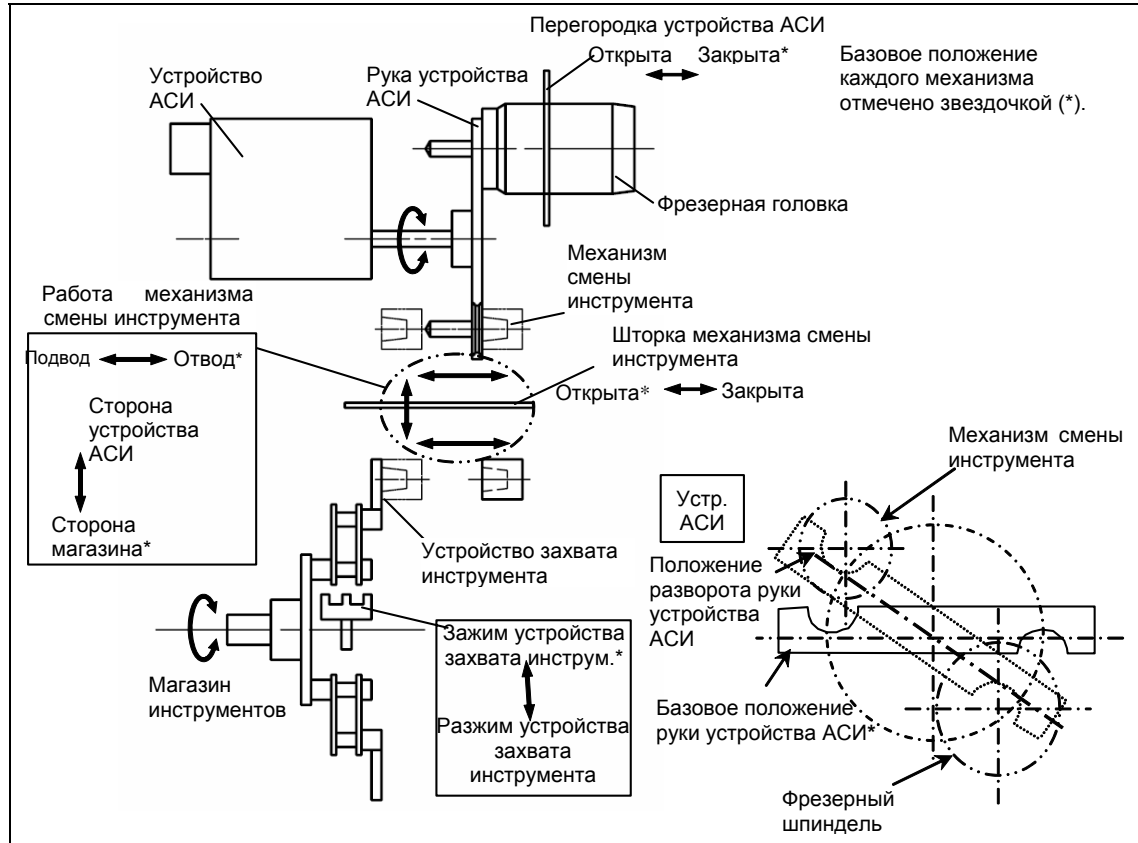 Перегородка устройства АСИ
Открыта Закрыта*
Базовое положение
каждого механизма
отмечено звездочкой (*).
Устройство
АСИ
Рука устройства
АСИ
Фрезерная головка
Механизм
смены
инструмента
Работа механизма
смены инструмента
Подвод Отвод*
Сторона
устройства
АСИ
Сторона
магазина*
Шторка механизма смены
инструмента
Открыта* Закрыта
Устройство захвата
инструмента
Магазин
инструментов
Зажим устройства
захвата инструм.*
Разжим устройства
захвата
инструмента
Механизм смены
инструмента
Устр.
АСИ
Положение
разворота руки
устройства
АСИ
Базовое положение
руки устройства АСИ*
Фрезерный
шпиндель